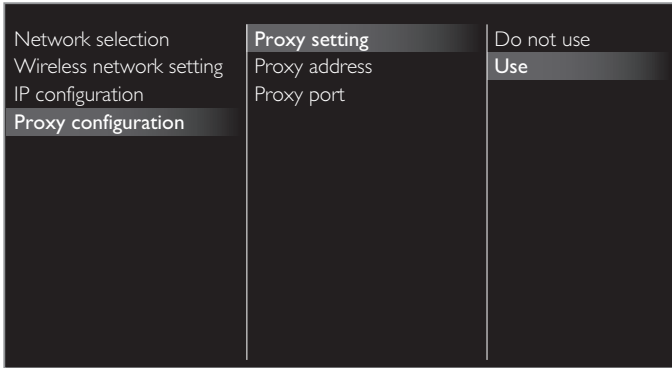 Network selection
Wireless network setting
IP configuration
Proxy configuration
Proxy setting
Proxy address
Proxy port
Do not use
Use